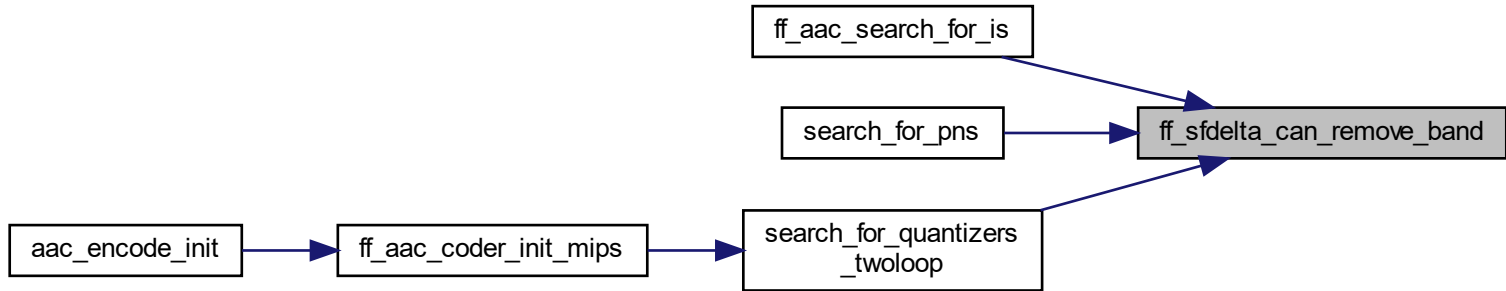 ff_aac_search_for_is
search_for_pns
ff_sfdelta_can_remove_band
aac_encode_init
ff_aac_coder_init_mips
search_for_quantizers
_twoloop